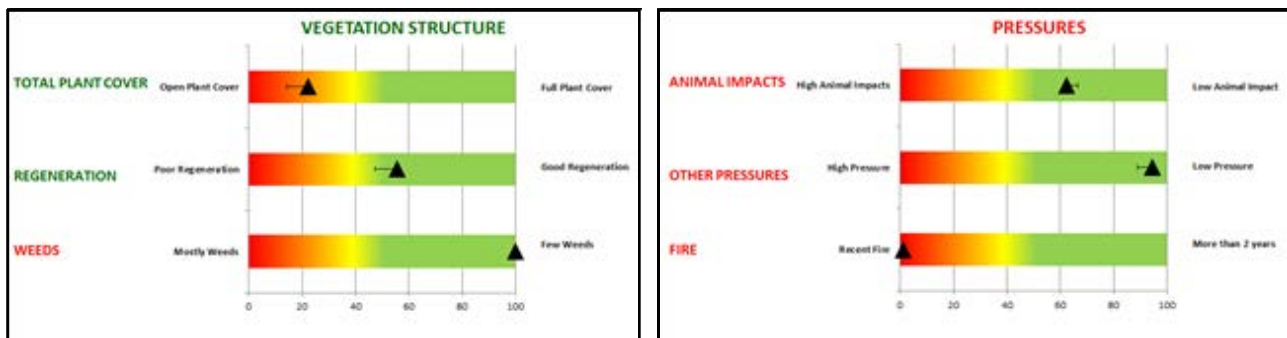 VEGETATION STRUCTURE
TOTAL PLANT COVER Open Plant Cover Full Plant Cover
REGENERATION Poor Regeneration Good Regeneration
WEEDS Mostly Weeds Few Weeds
0 20 40 60 80 100
PRESSURES
ANIMAL IMPACTS High Animal Impacts Low Animal Impact
OTHER PRESSURES High Pressure Low Pressure
FIRE Recent Fire More than 2 years
0 20 40 60 80 100